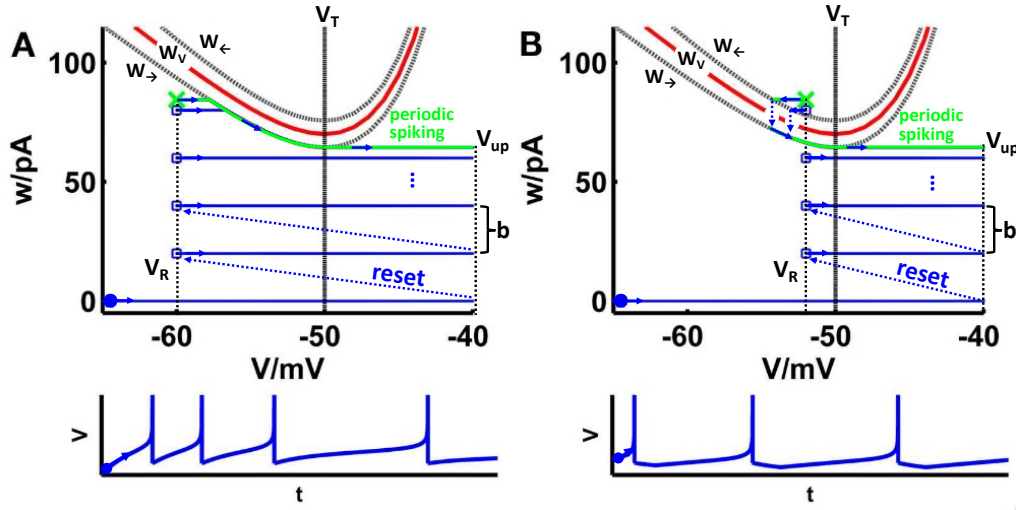 A
V_T
W←
W_V
W→
periodic
spiking
V_up
b
V_R
reset
w/pA
100
50
0
-60
-50
-40
V/mV
V
t
B
V_T
W←
W_V
W→
periodic
spiking
V_up
b
V_R
reset
w/pA
100
50
0
-60
-50
-40
V/mV
V
t